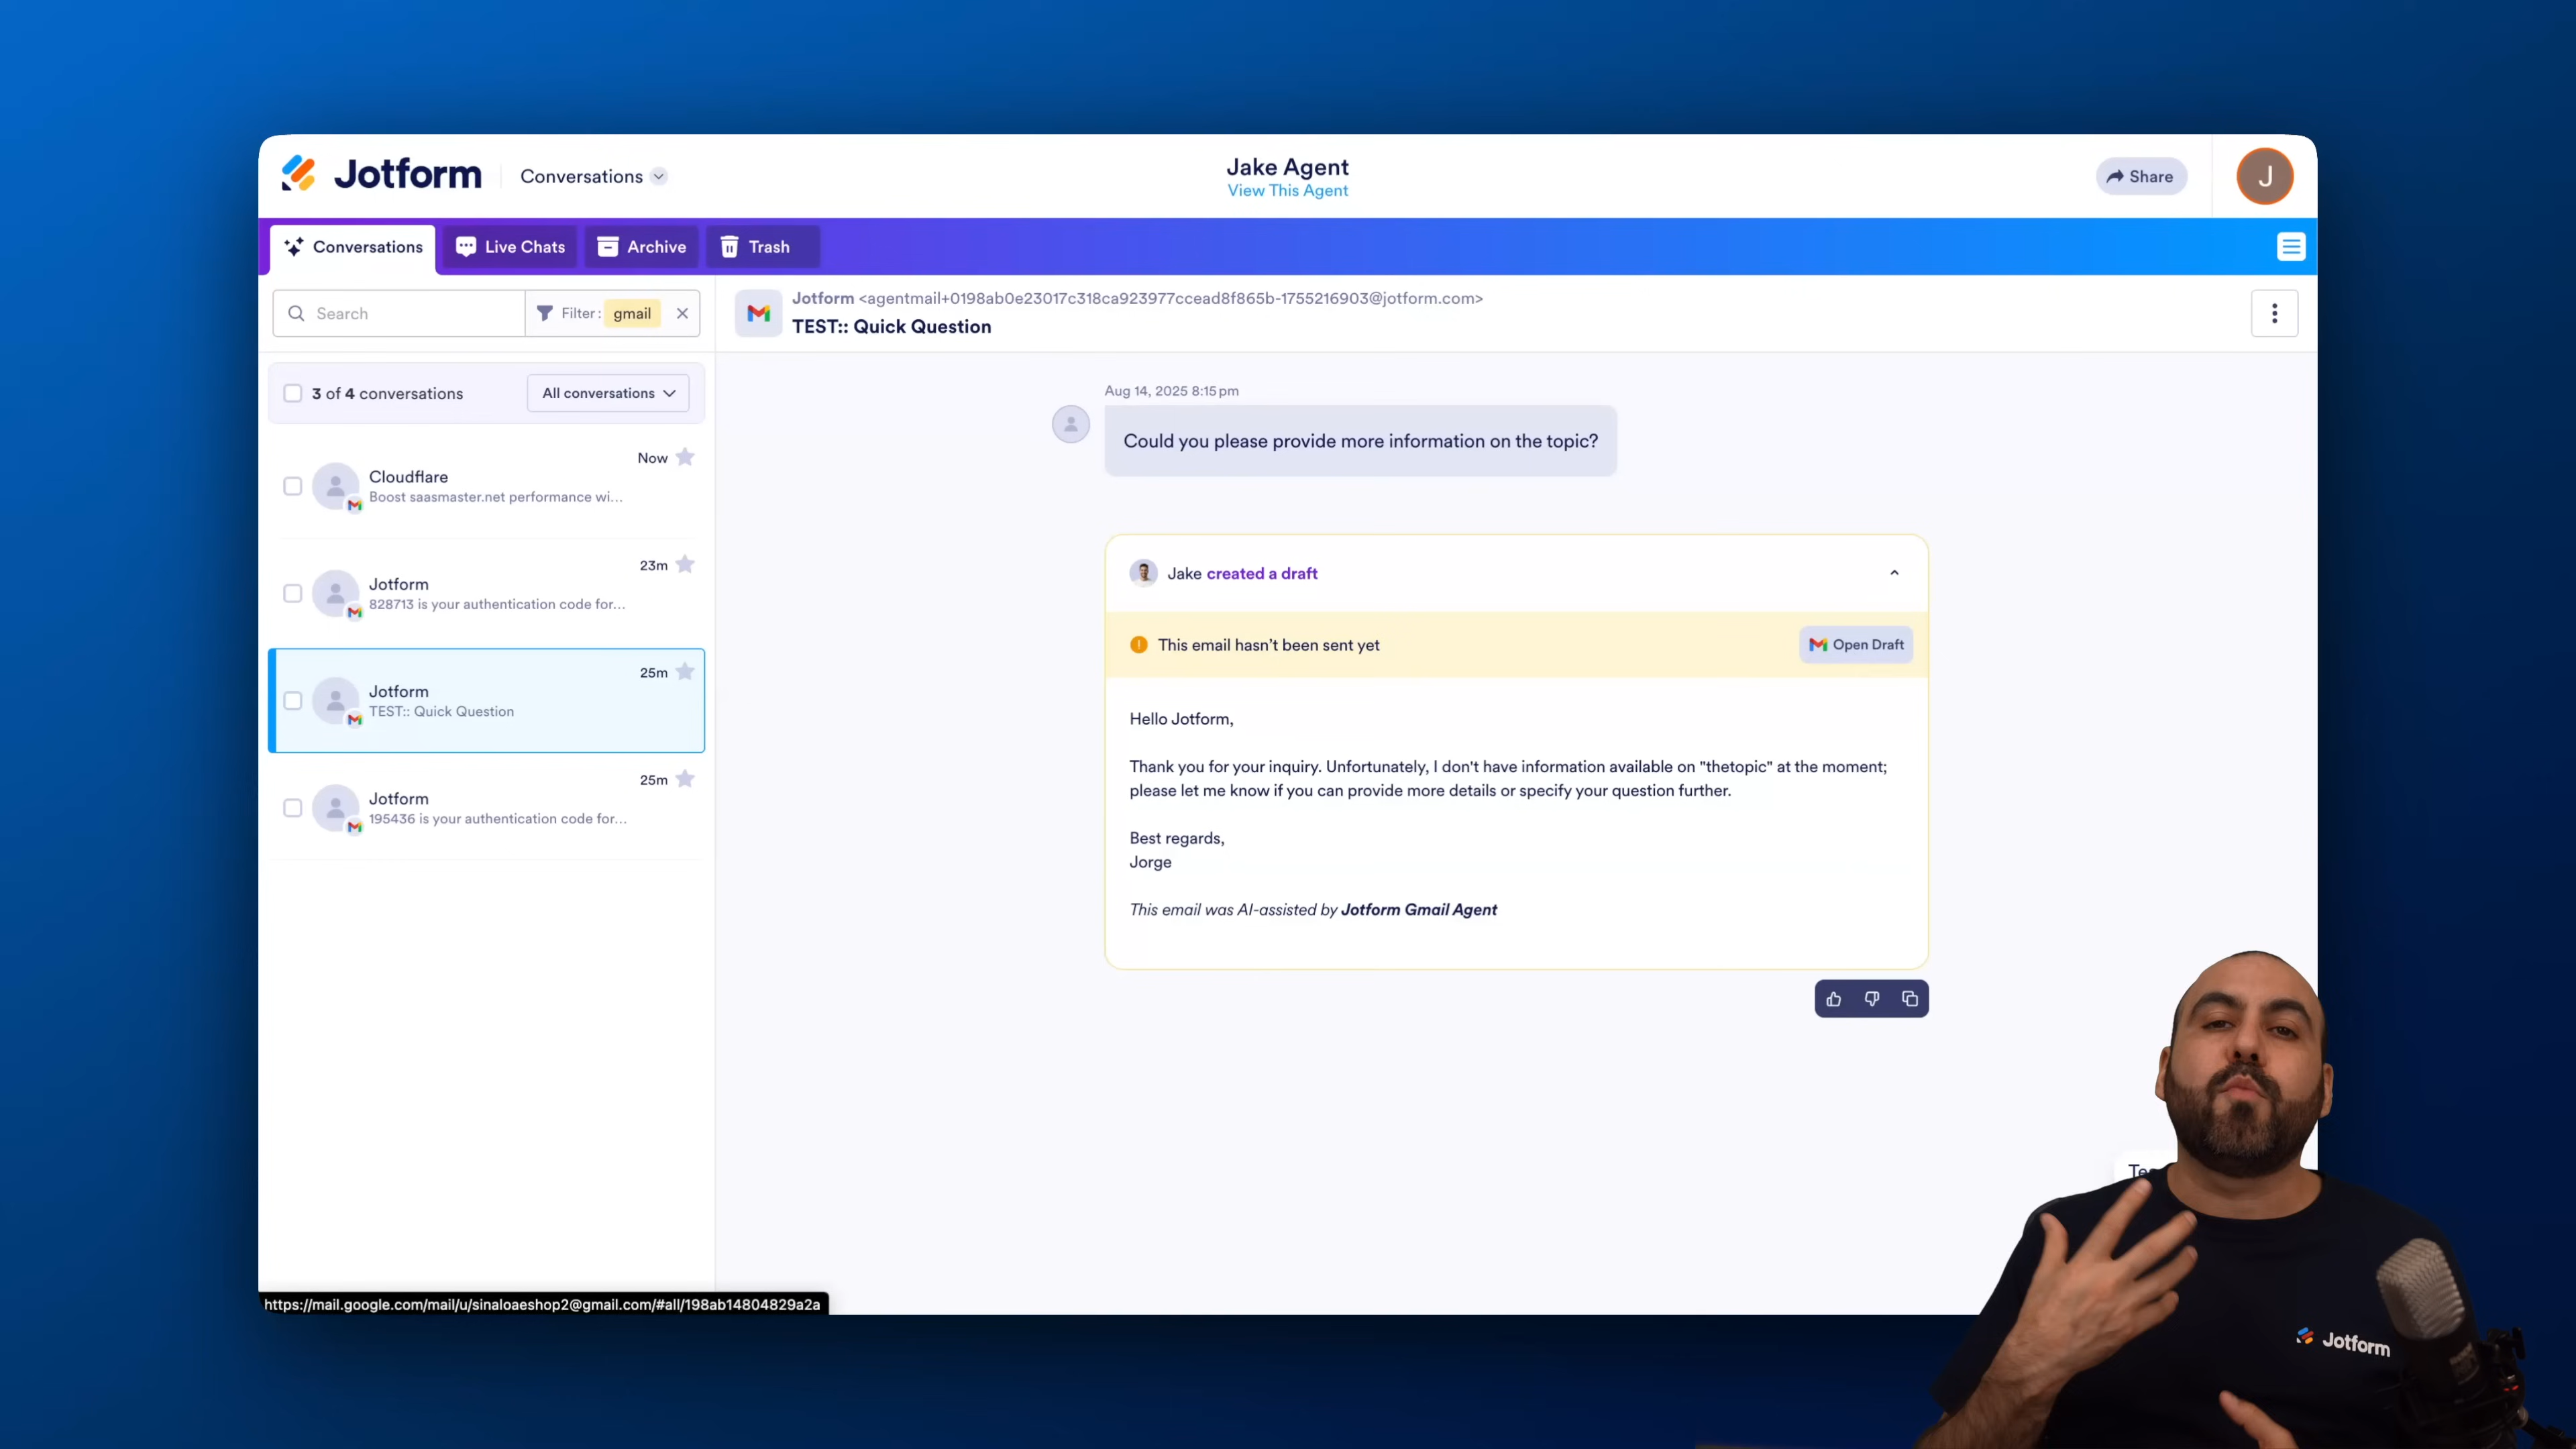 Jotform
Conversations
Jake Agent
View This Agent
Share
J
Conversations
Live Chats
Archive
Trash
Search
Filter :
gmail
Jotform <agentmail+0198ab0e23017c318ca923977ccead8f865b-1755216903@jotform.com>
TEST:: Quick Question
3 of 4 conversations
All conversations
Now
Cloudflare
Boost saasmaster.net performance wi...
23m
Jotform
828713 is your authentication code for...
25m
Jotform
TEST:: Quick Question
25m
Jotform
195436 is your authentication code for...
Aug 14, 2025 8:15 pm
Could you please provide more information on the topic?
Jake created a draft
This email hasn't been sent yet
Open Draft
Hello Jotform,
Thank you for your inquiry. Unfortunately, I don't have information available on "thetopic" at the moment;
please let me know if you can provide more details or specify your question further.
Best regards,
Jorge
This email was AI-assisted by Jotform Gmail Agent
https://mail.google.com/mail/u/sinaloaeshop2@gmail.com/#all/198ab14804829a2a
Jotform